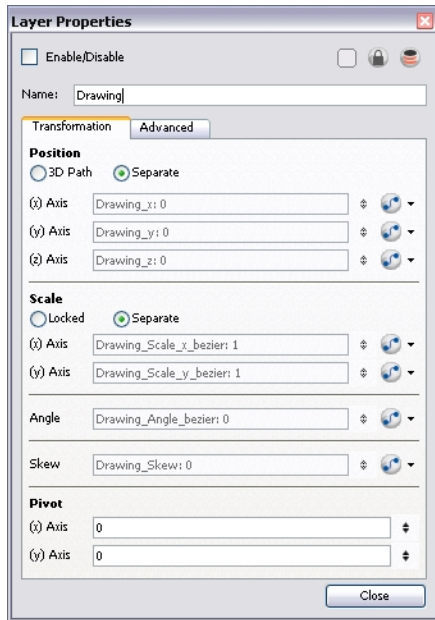 Layer Properties
Enable/Disable
Name: Drawing
Transformation Advanced
Position
3D Path Separate
(x) Axis Drawing_x: 0
(y) Axis Drawing_y: 0
(z) Axis Drawing_z: 0
Scale
Locked Separate
(x) Axis Drawing_Scale_x_bezier: 1
(y) Axis Drawing_Scale_y_bezier: 1
Angle Drawing_Angle_bezier: 0
Skew Drawing_Skew: 0
Pivot
(x) Axis 0
(y) Axis 0
Close